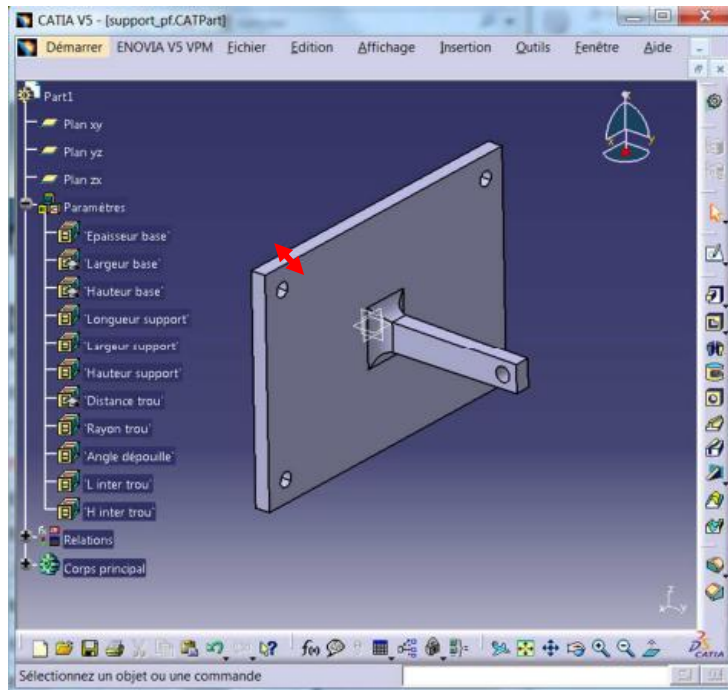 CATIA V5 - [support_pf.CATPart]
Démarrer ENOVIA V5 VPM Eichier Edition Affichage Insertion Outils Fenêtre Aide
Part1
Plan xy
Plan yz
Plan zx
Paramètres
`Epaisseur base`
`Largeur base`
`Hauteur base`
`Longueur support`
`Largeur support`
`Hauteur support`
`Distance trou`
`Rayon trou`
`Angle dépouille`
`L inter trou`
`H inter trou`
Relations
Corps principal
z
x y
f(x)
CATIA
Sélectionnez un objet ou une commande